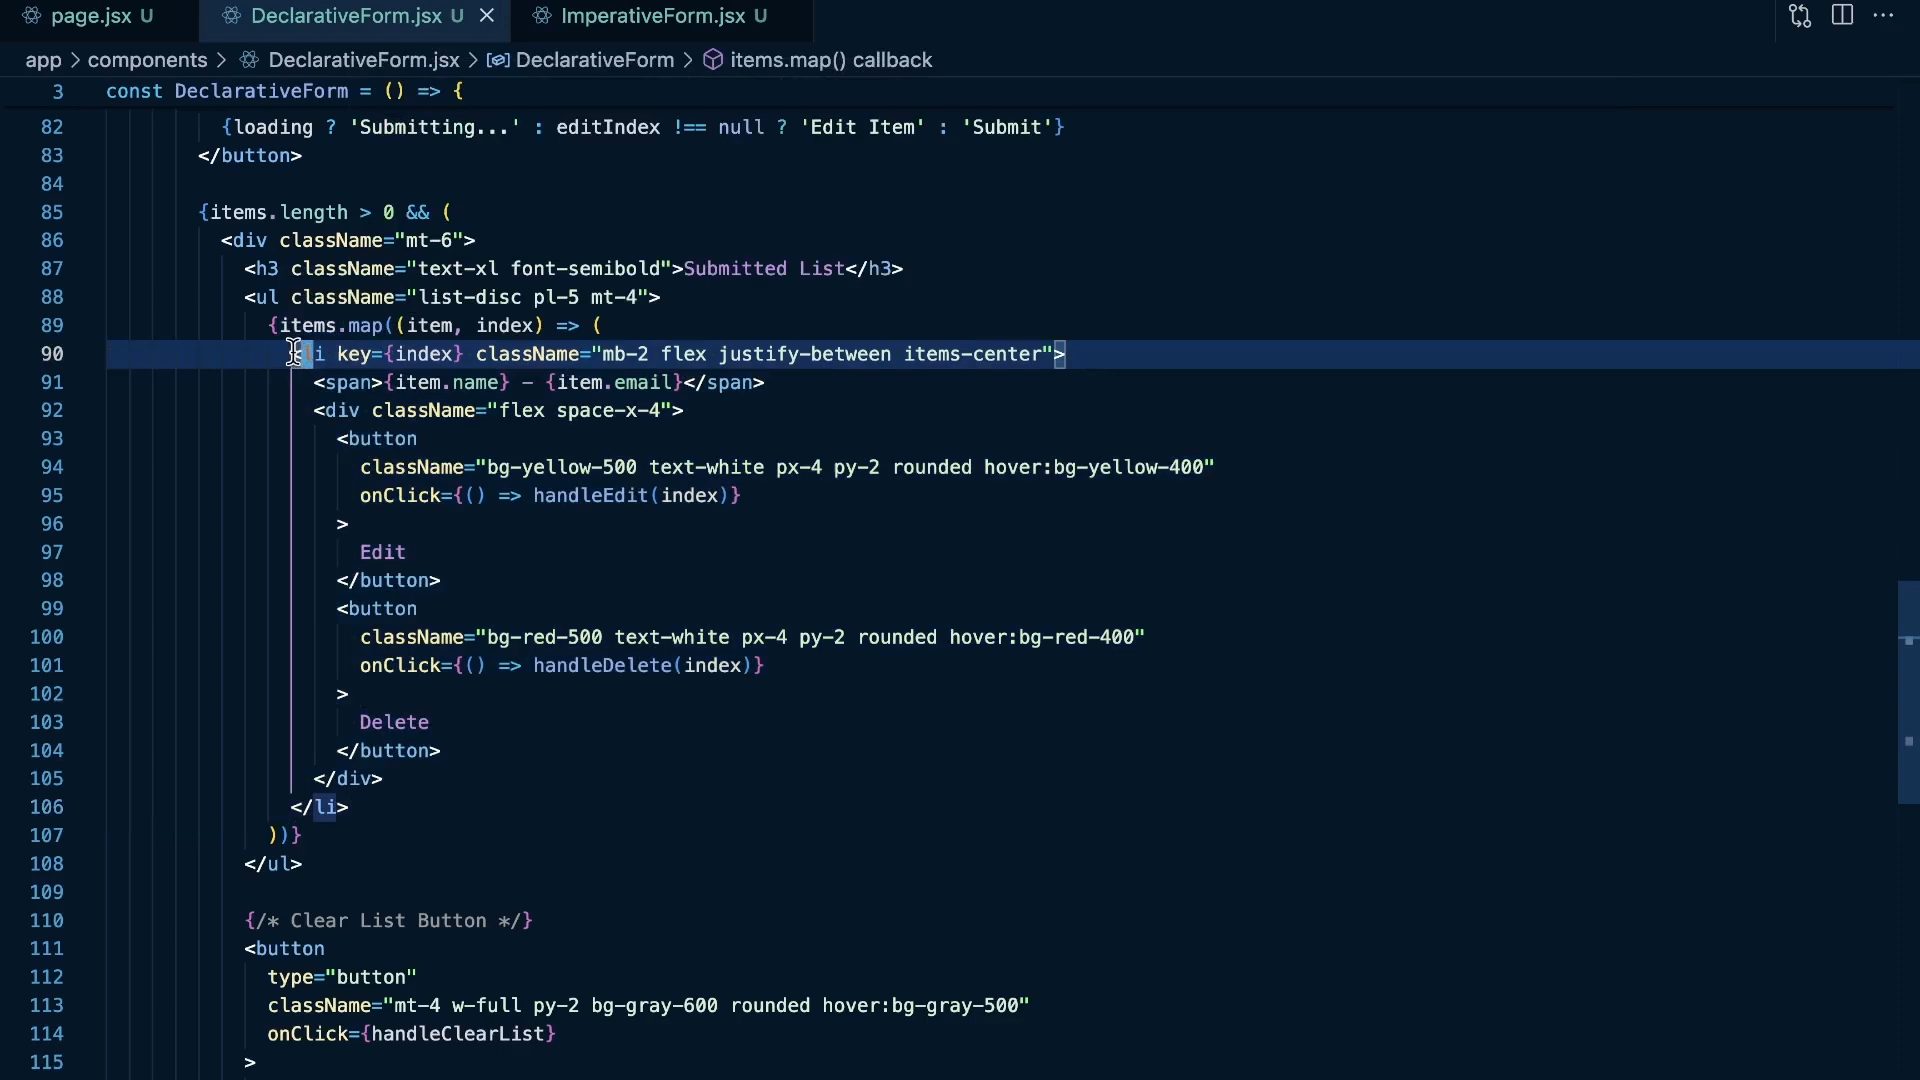 page.jsx U
DeclarativeForm.jsx U
ImperativeForm.jsx U
app > components > DeclarativeForm.jsx > DeclarativeForm > items.map() callback
3 const DeclarativeForm = () => {
82 {loading ? 'Submitting...' : editIndex !== null ? 'Edit Item' : 'Submit'}
83 </button>
84
85 {items.length > 0 && (
86 <div className="mt-6">
87 <h3 className="text-xl font-semibold">Submitted List</h3>
88 <ul className="list-disc pl-5 mt-4">
89 {items.map((item, index) => (
90 <li key={index} className="mb-2 flex justify-between items-center">
91 <span>{item.name} - {item.email}</span>
92 <div className="flex space-x-4">
93 <button
94 className="bg-yellow-500 text-white px-4 py-2 rounded hover:bg-yellow-400"
95 onClick={() => handleEdit(index)}
96 >
97 Edit
98 </button>
99 <button
100 className="bg-red-500 text-white px-4 py-2 rounded hover:bg-red-400"
101 onClick={() => handleDelete(index)}
102 >
103 Delete
104 </button>
105 </div>
106 </li>
107 ))}
108 </ul>
109
110 {/* Clear List Button */}
111 <button
112 type="button"
113 className="mt-4 w-full py-2 bg-gray-600 rounded hover:bg-gray-500"
114 onClick={handleClearList}
115 >